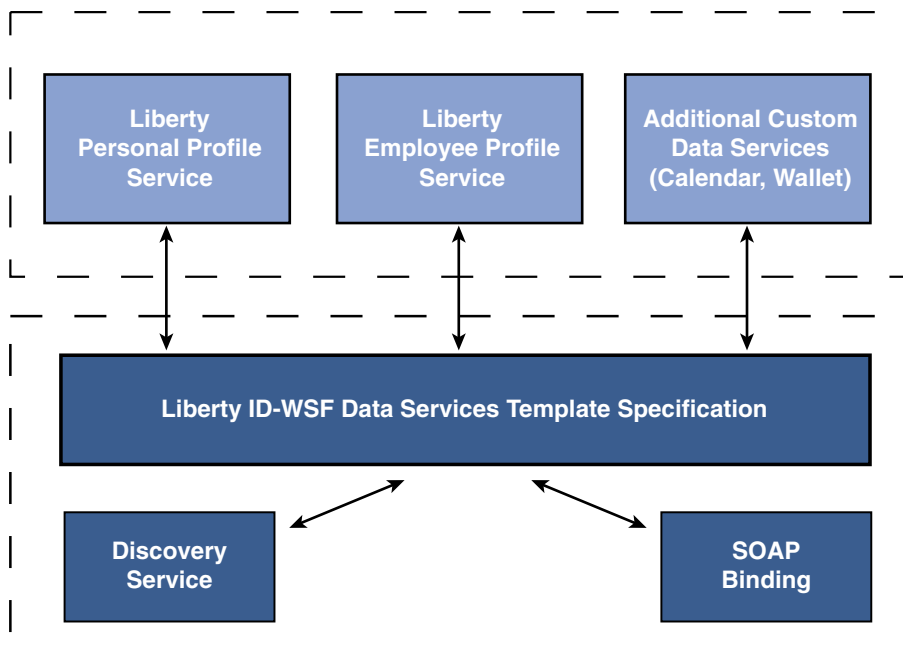 Liberty
Personal Profile
Service
Liberty
Employee Profile
Service
Additional Custom
Data Services
(Calendar, Wallet)
Liberty ID-WSF Data Services Template Specification
Discovery
Service
SOAP
Binding